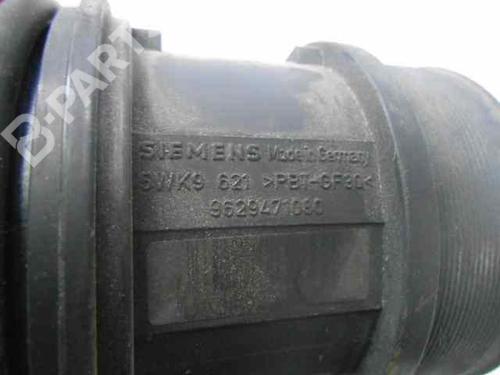 B-PARTS
SIEMENS Made in Germany
5WK9 621 >PBT-GF30<
9629471080